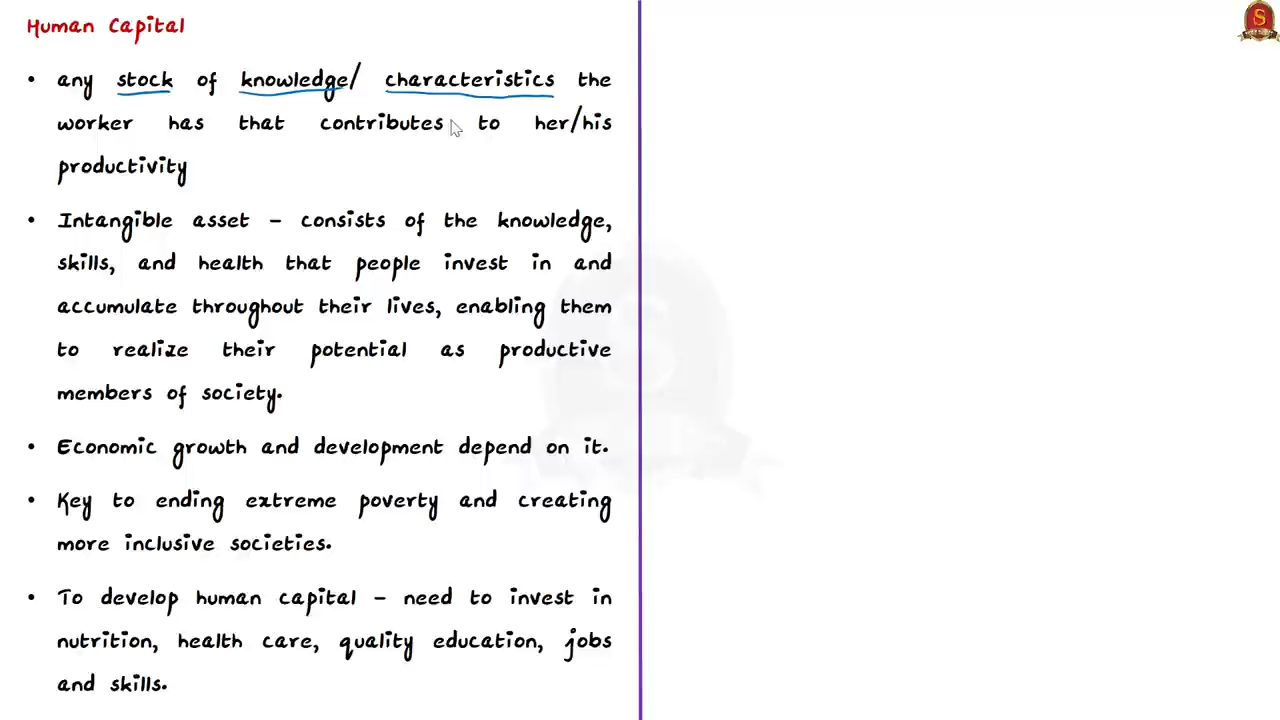 Human Capital
• any stock of knowledge/ characteristics the
worker has that contributes to her/his
productivity
• Intangible asset – consists of the knowledge,
skills, and health that people invest in and
accumulate throughout their lives, enabling them
to realize their potential as productive
members of society.
• Economic growth and development depend on it.
• Key to ending extreme poverty and creating
more inclusive societies.
• To develop human capital – need to invest in
nutrition, health care, quality education, jobs
and skills.
S
S